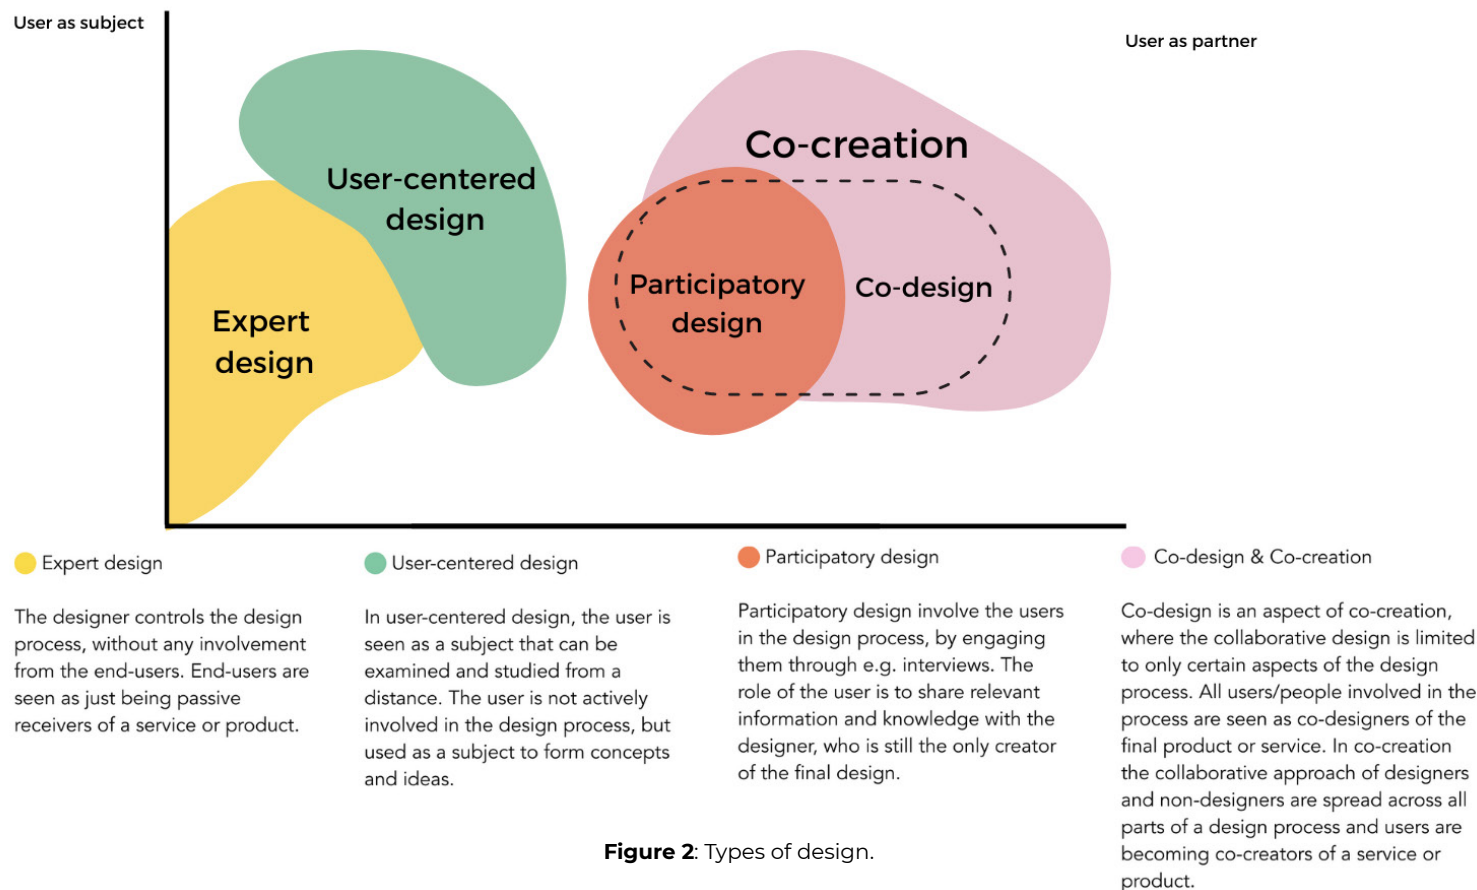 User as subject
User as partner
Co-creation
User-centered
design
Participatory
design
Co-design
Expert
design
Expert design
The designer controls the design
process, without any involvement
from the end-users. End-users are
seen as just being passive
receivers of a service or product.
User-centered design
In user-centered design, the user is
seen as a subject that can be
examined and studied from a
distance. The user is not actively
involved in the design process, but
used as a subject to form concepts
and ideas.
Participatory design
Participatory design involve the users
in the design process, by engaging
them through e.g. interviews. The
role of the user is to share relevant
information and knowledge with the
designer, who is still the only creator
of the final design.
Co-design & Co-creation
Co-design is an aspect of co-creation,
where the collaborative design is limited
to only certain aspects of the design
process. All users/people involved in the
process are seen as co-designers of the
final product or service. In co-creation
the collaborative approach of designers
and non-designers are spread across all
parts of a design process and users are
becoming co-creators of a service or
product.
Figure 2: Types of design.